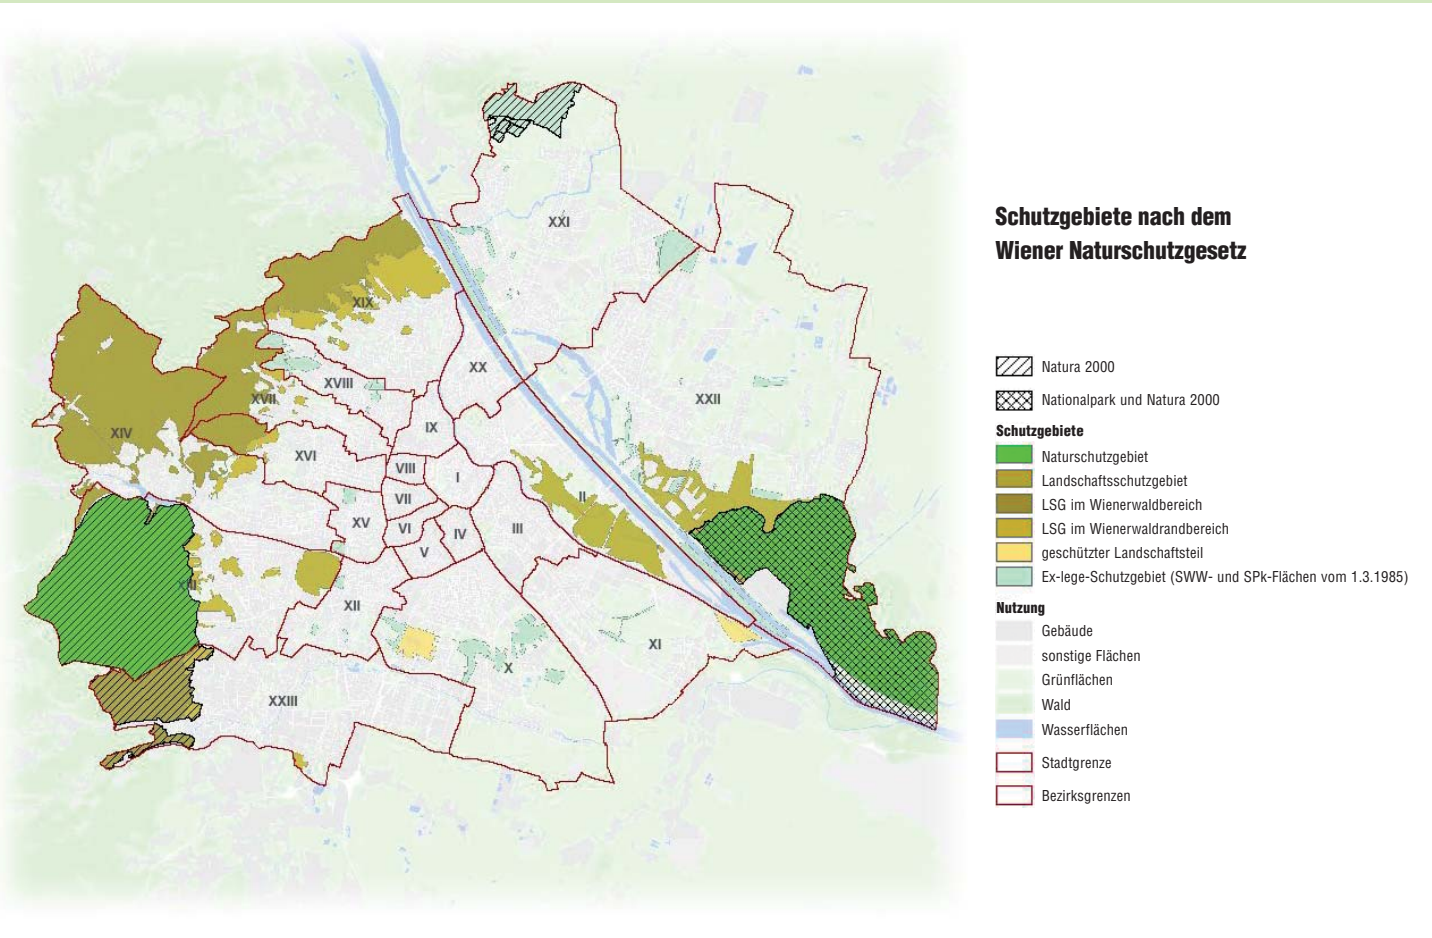 XXI
XIX
XX
XVIII
XXII
XVII
IX
XIV
XVI
VIII
I
VII
II
XV
VI
IV
III
V
XIII
XII
XI
X
XXIII
Schutzgebiete nach dem
Wiener Naturschutzgesetz
Natura 2000
Nationalpark und Natura 2000
Schutzgebiete
Naturschutzgebiet
Landschaftsschutzgebiet
LSG im Wienerwaldbereich
LSG im Wienerwaldrandbereich
geschützter Landschaftsteil
Ex-lege-Schutzgebiet (SWW- und SPk-Flächen vom 1.3.1985)
Nutzung
Gebäude
sonstige Flächen
Grünflächen
Wald
Wasserflächen
Stadtgrenze
Bezirksgrenzen